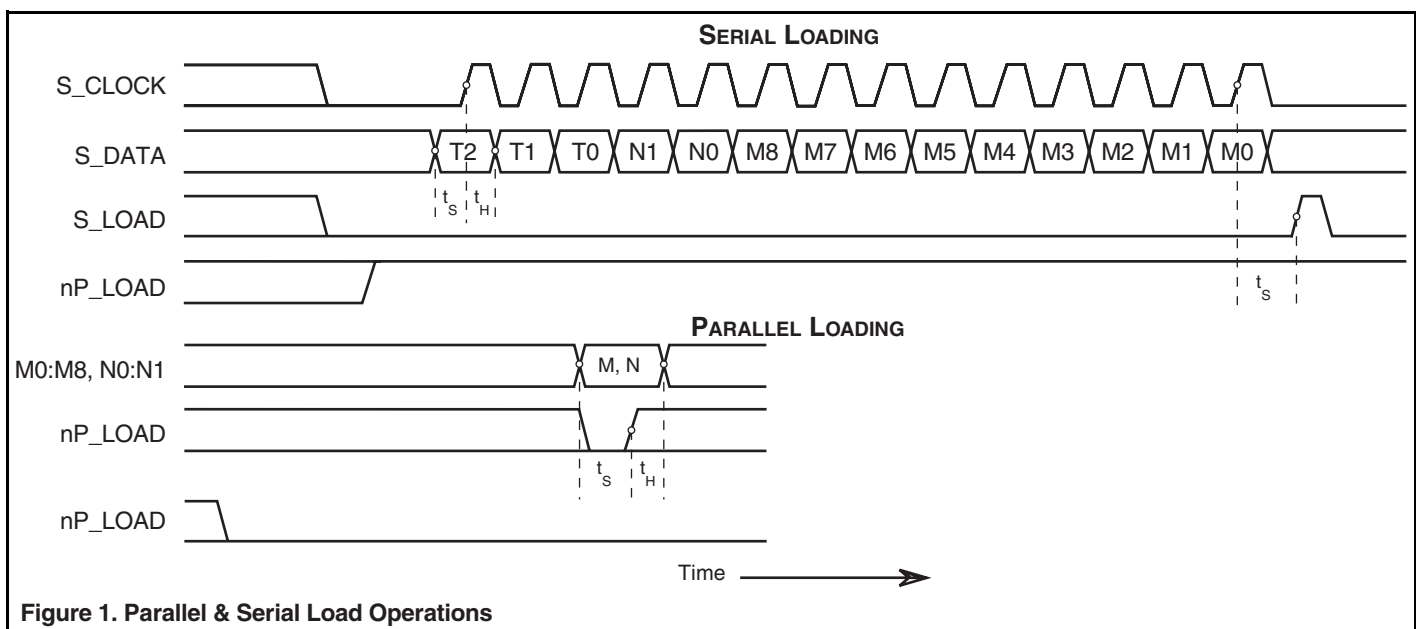 SERIAL LOADING
S_CLOCK
S_DATA
T2 T1 T0 N1 N0 M8 M7 M6 M5 M4 M3 M2 M1 M0
tS tH
S_LOAD
nP_LOAD
tS
PARALLEL LOADING
M0:M8, N0:N1
M, N
nP_LOAD
tS tH
nP_LOAD
Time
Figure 1. Parallel & Serial Load Operations